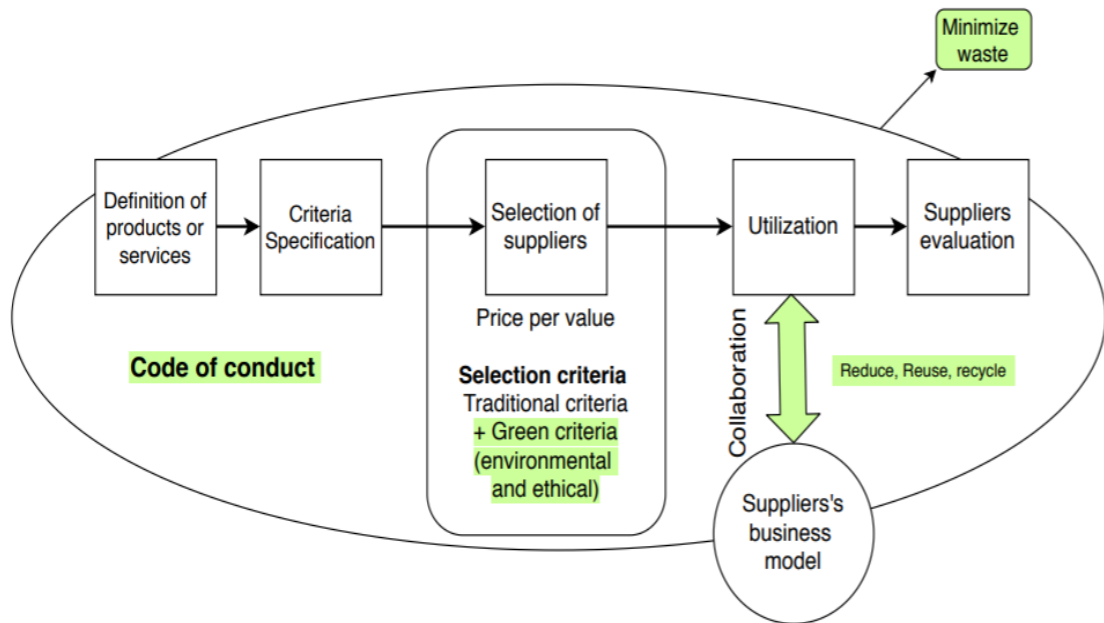 Minimize
waste
Definition of
products or
services
Criteria
Specification
Selection of
suppliers
Utilization
Suppliers
evaluation
Price per value
Code of conduct
Selection criteria
Traditional criteria
+ Green criteria
(environmental
and ethical)
Collaboration
Reduce, Reuse, recycle
Suppliers's
business
model